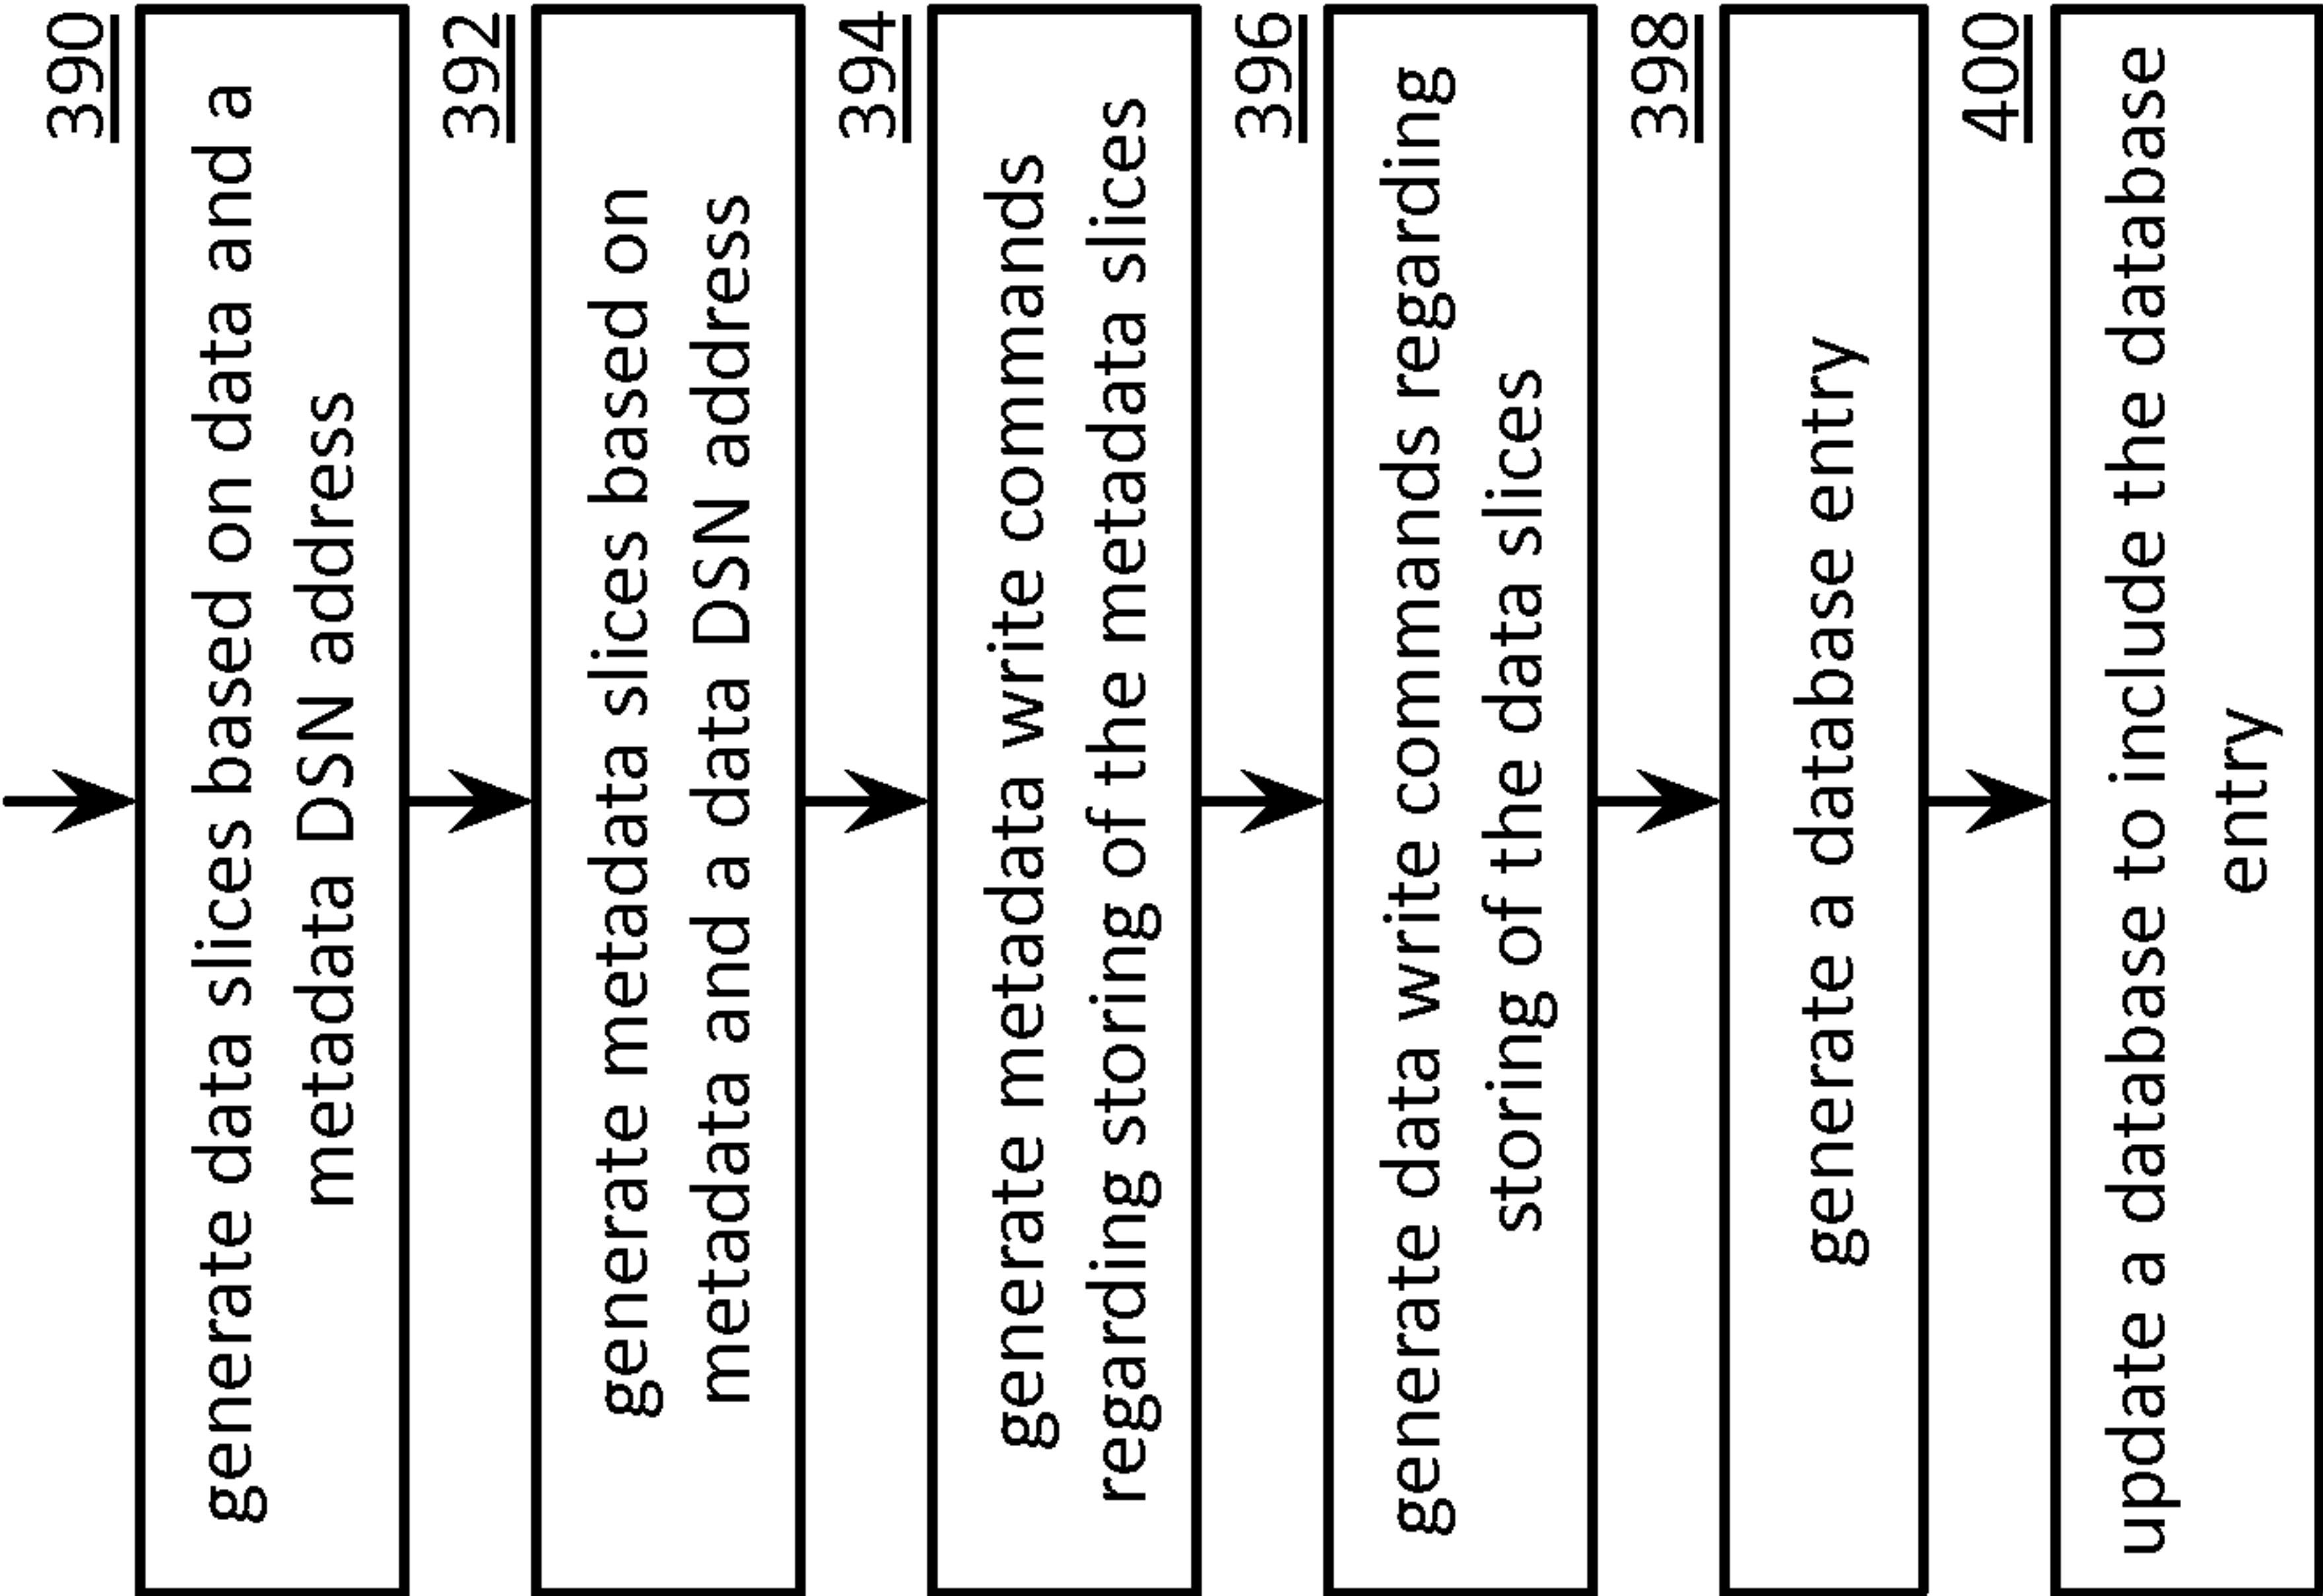 390
generate data slices based on data and a
metadata DSN address
392
generate metadata slices based on
metadata and a data DSN address
394
generate metadata write commands
regarding storing of the metadata slices
396
generate data write commands regarding
storing of the data slices
398
generate a database entry
400
update a database to include the database
entry